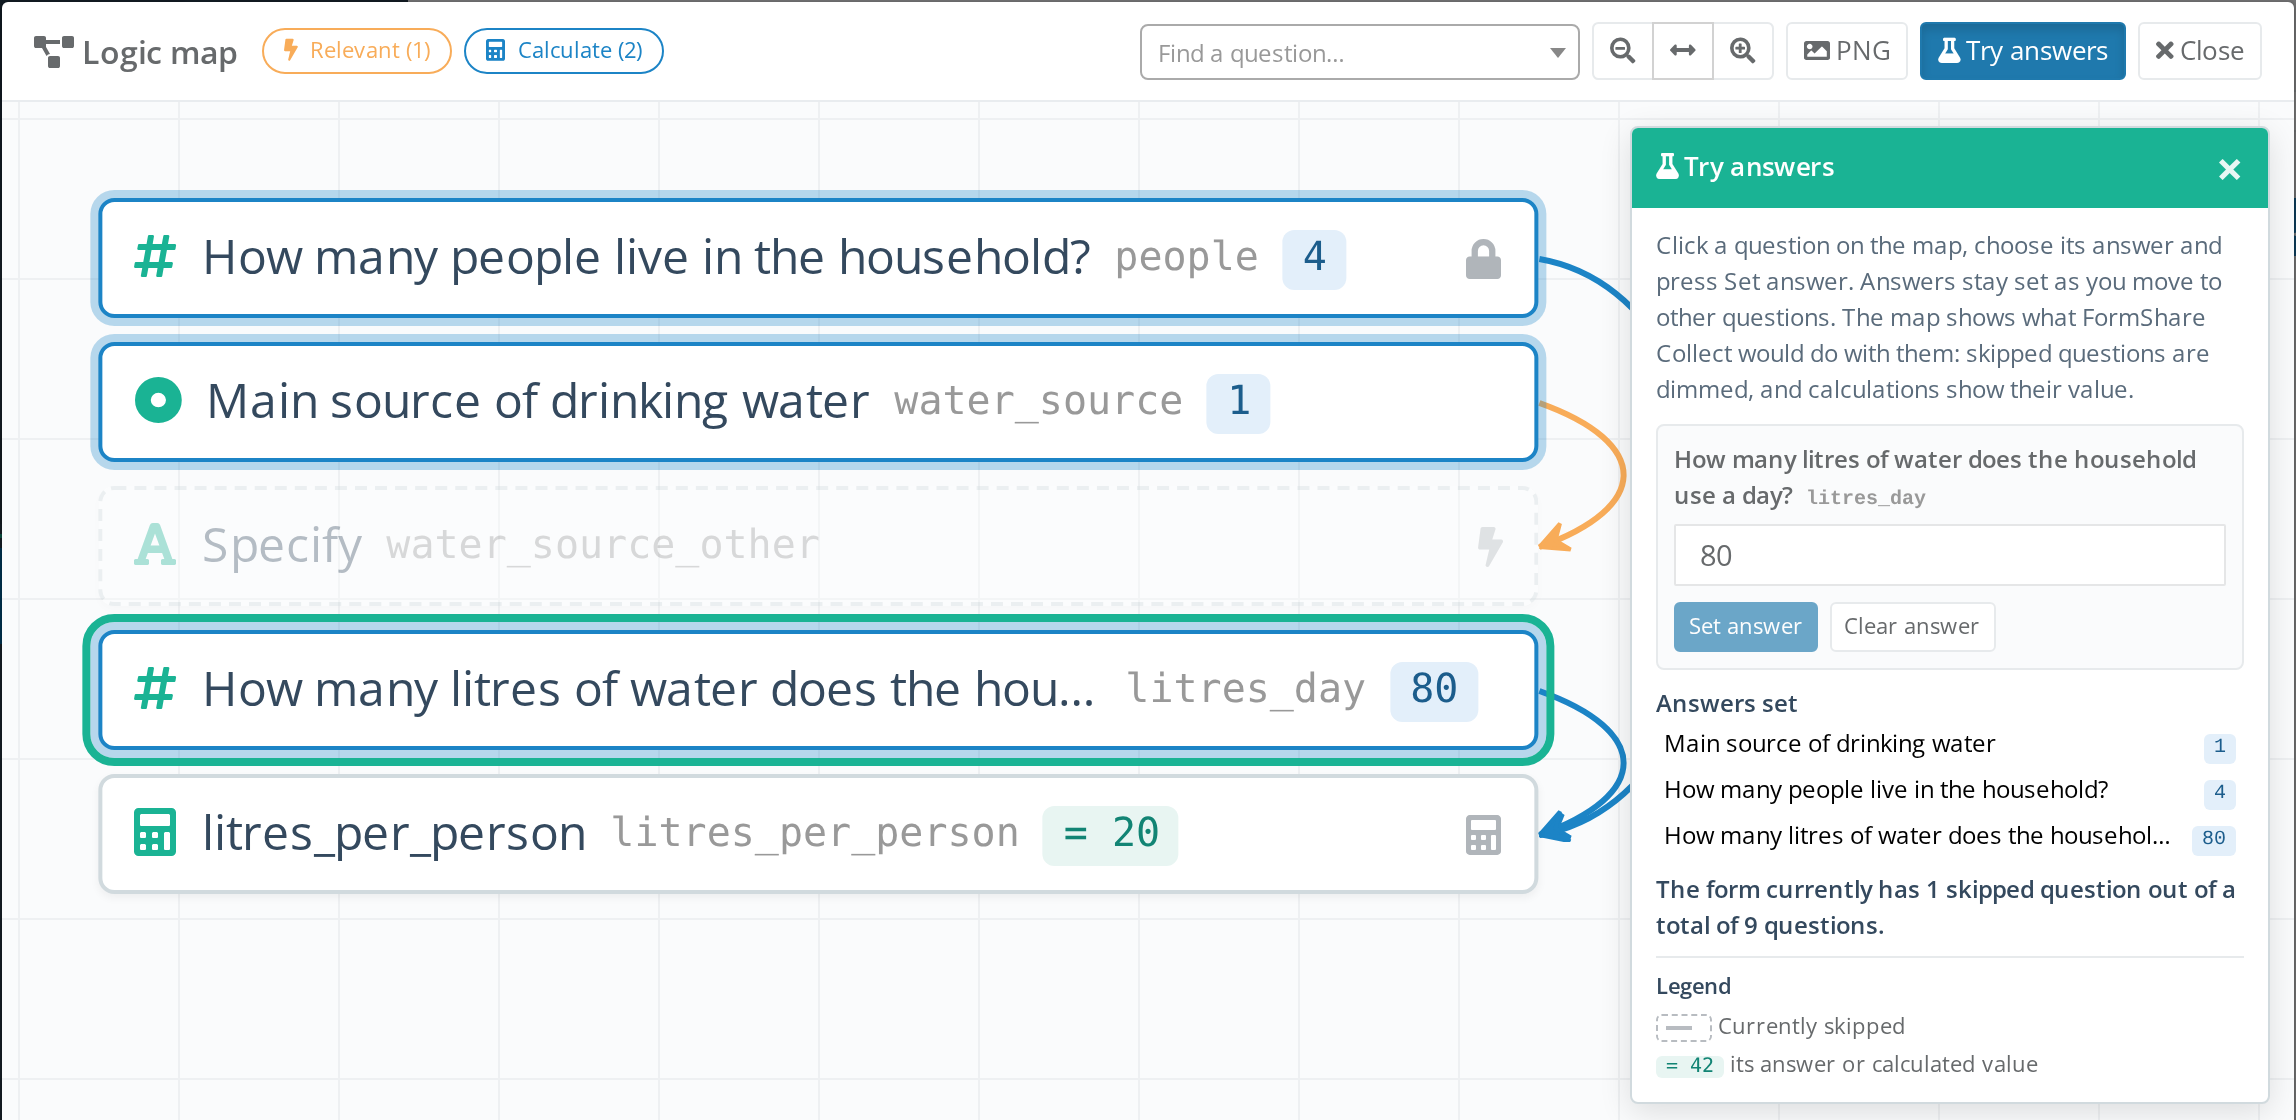 Logic map
Relevant (1)
Calculate (2)
Find a question...
PNG
Try answers
Close
How many people live in the household? people 4
Main source of drinking water water_source 1
Specify water_source_other
How many litres of water does the hou... litres_day 80
litres_per_person litres_per_person = 20
Try answers
Click a question on the map, choose its answer and
press Set answer. Answers stay set as you move to
other questions. The map shows what FormShare
Collect would do with them: skipped questions are
dimmed, and calculations show their value.
How many litres of water does the household
use a day? litres_day
80
Set answer
Clear answer
Answers set
Main source of drinking water 1
How many people live in the household? 4
How many litres of water does the househol... 80
The form currently has 1 skipped question out of a
total of 9 questions.
Legend
Currently skipped
= 42 its answer or calculated value